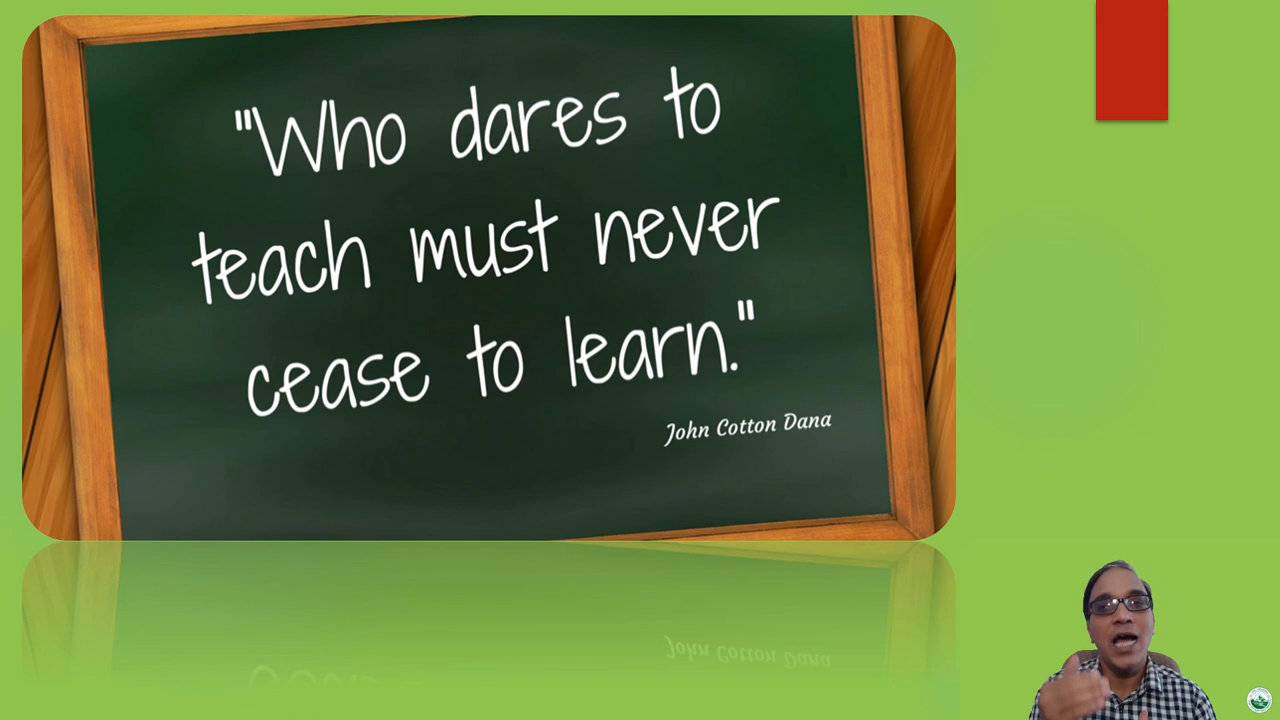 "Who dares to
teach must never
cease to learn."
John Cotton Dana